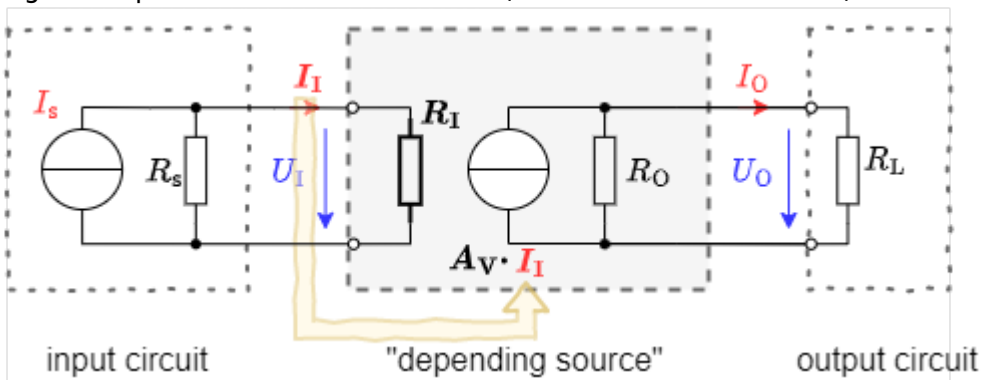 I_I
I_O
I_s
R_I
R_s
U_I
R_O
U_O
R_L
A_V · I_I
input circuit
"depending source"
output circuit